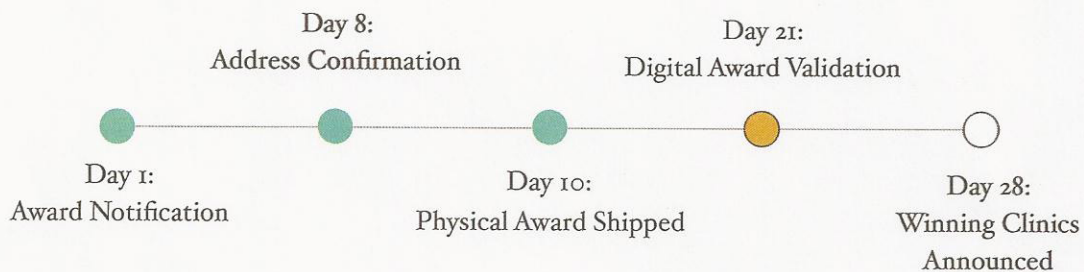 Day 1:
Award Notification
Day 8:
Address Confirmation
Day 10:
Physical Award Shipped
Day 21:
Digital Award Validation
Day 28:
Winning Clinics
Announced